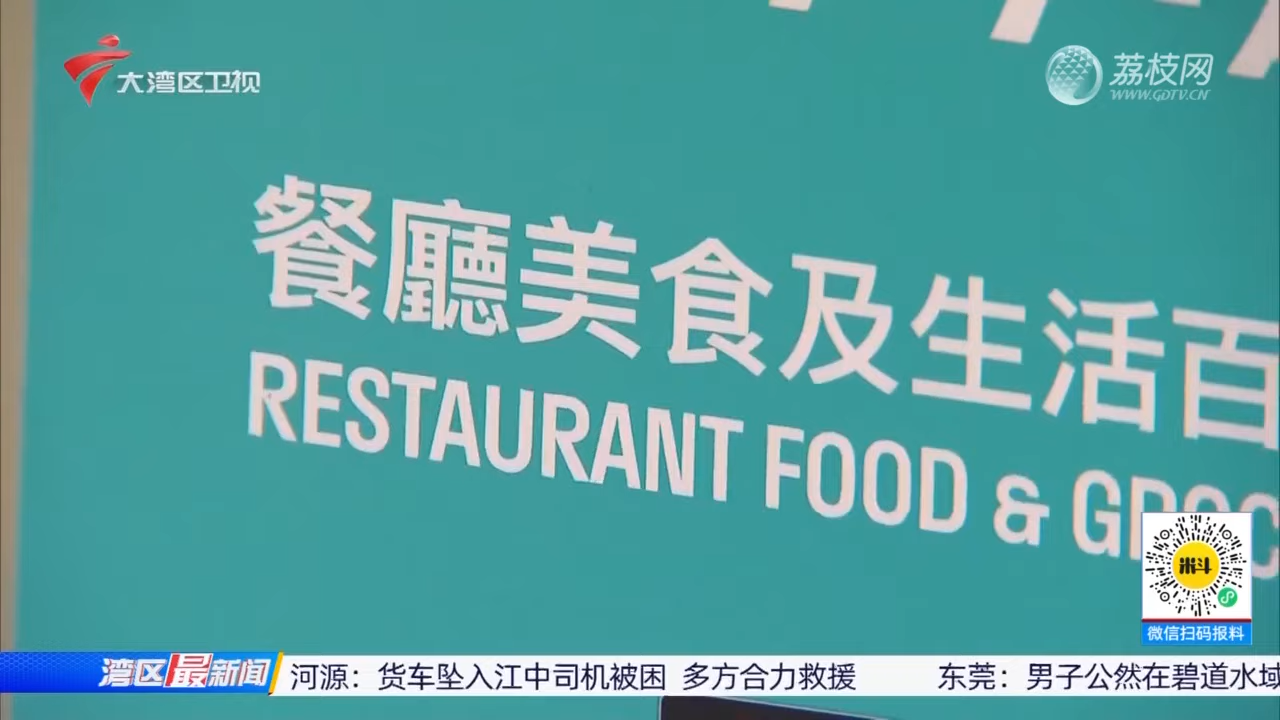 大湾区卫视
荔枝网
WWW.GDTV.CN
餐廳美食及生活百
RESTAURANT FOOD &
米斗
微信扫码报料
湾区最新闻
河源：货车坠入江中司机被困 多方合力救援 东莞：男子公然在碧道水域